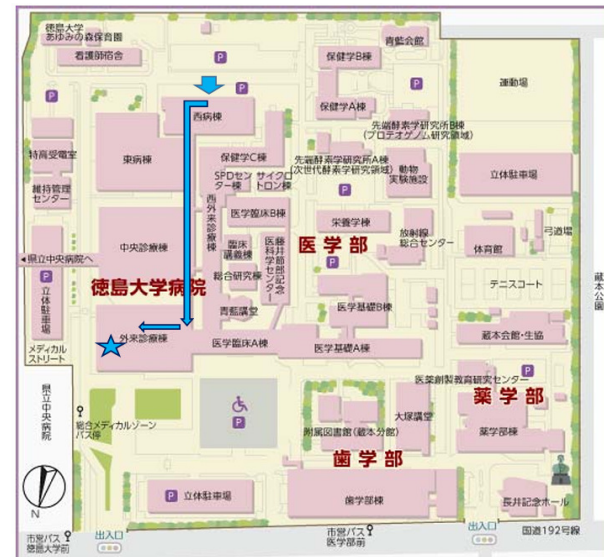 徳島大学
あゆみの森保育園
看護師宿舎
P
青藍会館
保健学B棟
運動場
西病棟
保健学A棟
先端酵素学研究所B棟
(プロテオゲノム研究領域)
特高受電室
東病棟
保健学C棟
先端酵素学研究所A棟
(次世代酵素学研究領域)
動物
実験施設
立体駐車場
維持管理
センター
SPDセン
ター棟
サイクロ
トロン棟
西外来診療棟
医学臨床B棟
栄養学棟
放射線
総合センター
弓道場
県立中央病院へ
中央診療棟
臨床
講義棟
藤井節郎記念
医科学センター
医学部
体育館
蔵本公園
立体駐車場
徳島大学病院
総合研究棟
テニスコート
青藍講堂
医学基礎B棟
メディカル
ストリート
外来診療棟
医学臨床A棟
医学基礎A棟
蔵本会館・生協
県立中央病院
医薬創製教育研究センター
薬学部
総合メディカルゾーン
バス停
附属図書館(蔵本分館)
大塚講堂
薬学部棟
歯学部
N
立体駐車場
歯学部棟
長井記念ホール
市営バス
徳島大学前
出入口
市営バス
医学部前
出入口
国道192号線